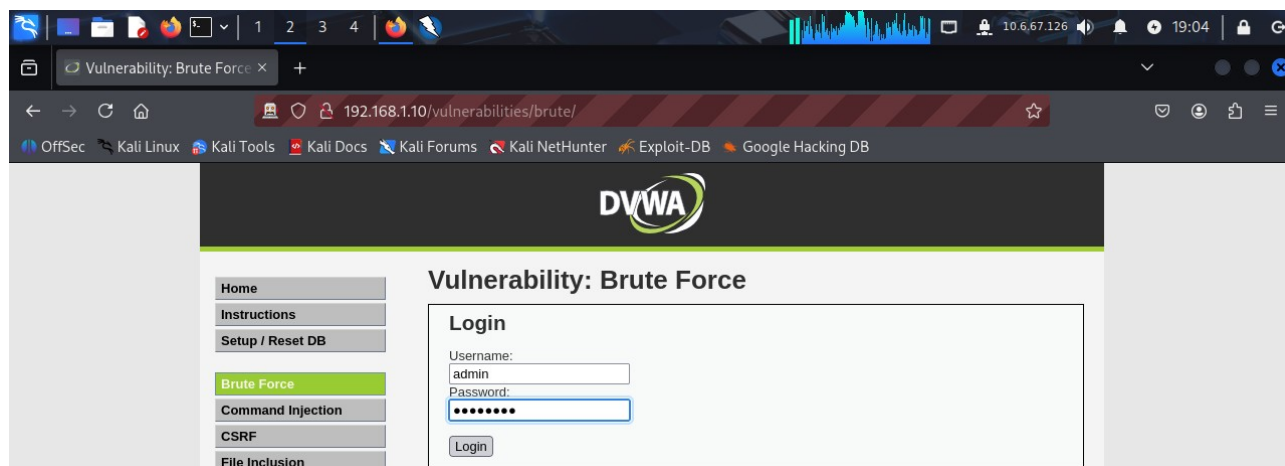 1 2 3 4 10.6.67.126 19:04
Vulnerability: Brute Force
192.168.1.10/vulnerabilities/brute/
OffSec Kali Linux Kali Tools Kali Docs Kali Forums Kali NetHunter Exploit-DB Google Hacking DB
DVWA
Home
Instructions
Setup / Reset DB
Brute Force
Command Injection
CSRF
File Inclusion
Vulnerability: Brute Force
Login
Username:
admin
Password:
••••••••
Login